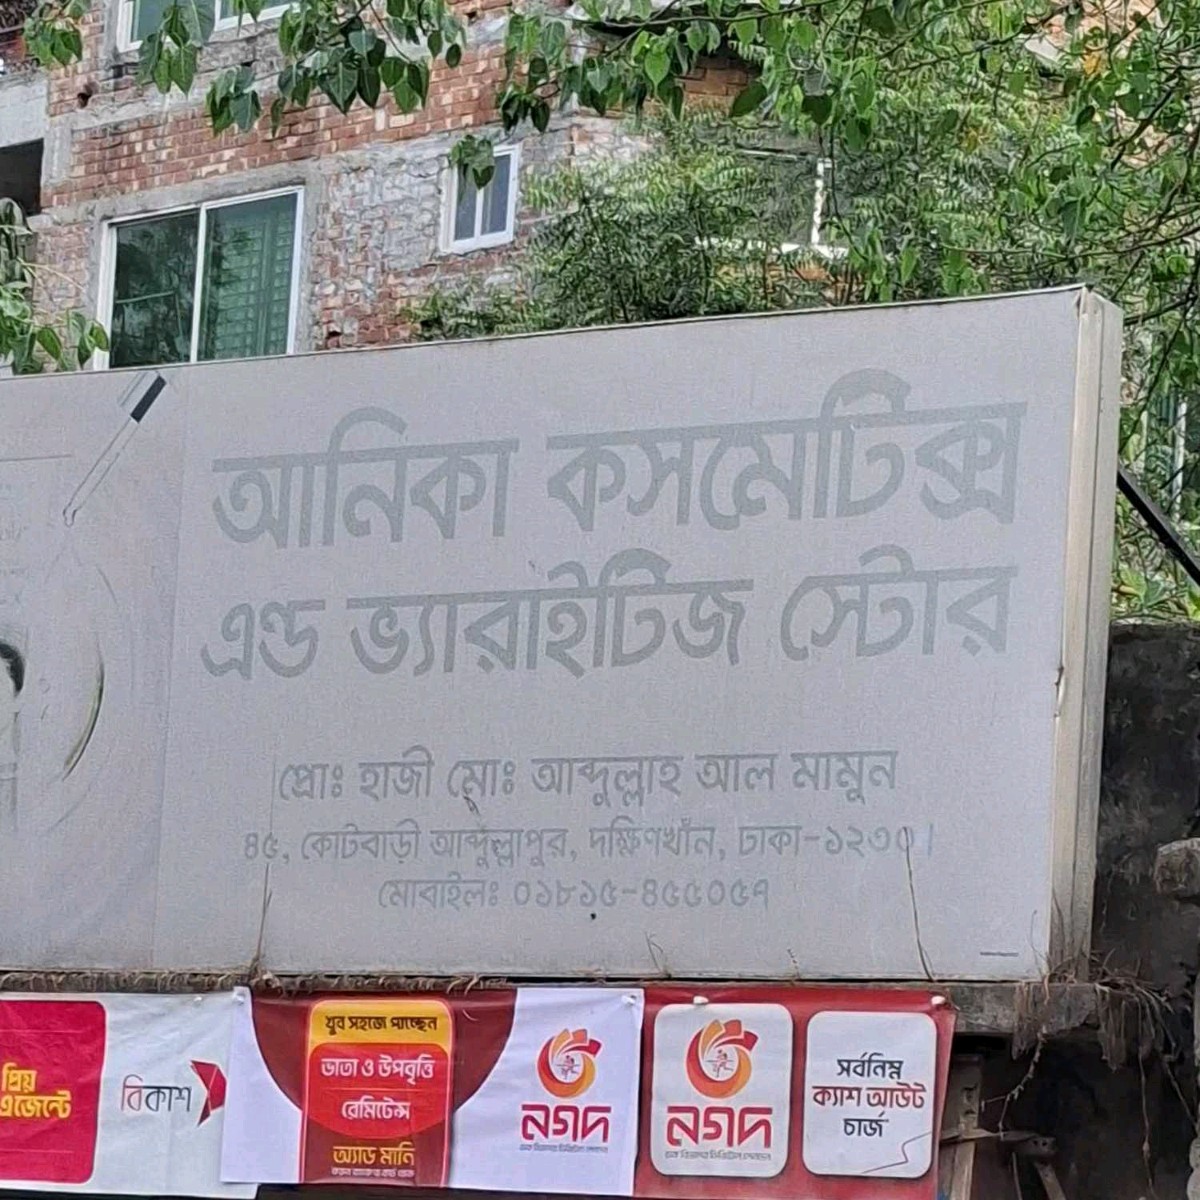 আনিকা কসমেটিক্স
এন্ড ভ্যারাইটিজ স্টোর
প্রোঃ হাজী মোঃ আব্দুল্লাহ আল মামুন
৪৫, কোটবাড়ী আব্দুল্লাপুর, দক্ষিণখাঁন, ঢাকা-১২৩০।
মোবাইলঃ ০১৮১৫-৪৫৫০৫৭
প্রিয়
এজেন্টে
বিকাশ
খুব সহজে পাচ্ছেন
ভাতা ও উপবৃত্তি
রেমিটেন্স
অ্যাড মানি
নগদ
নগদ
সর্বনিম্ন
ক্যাশ আউট
চার্জ